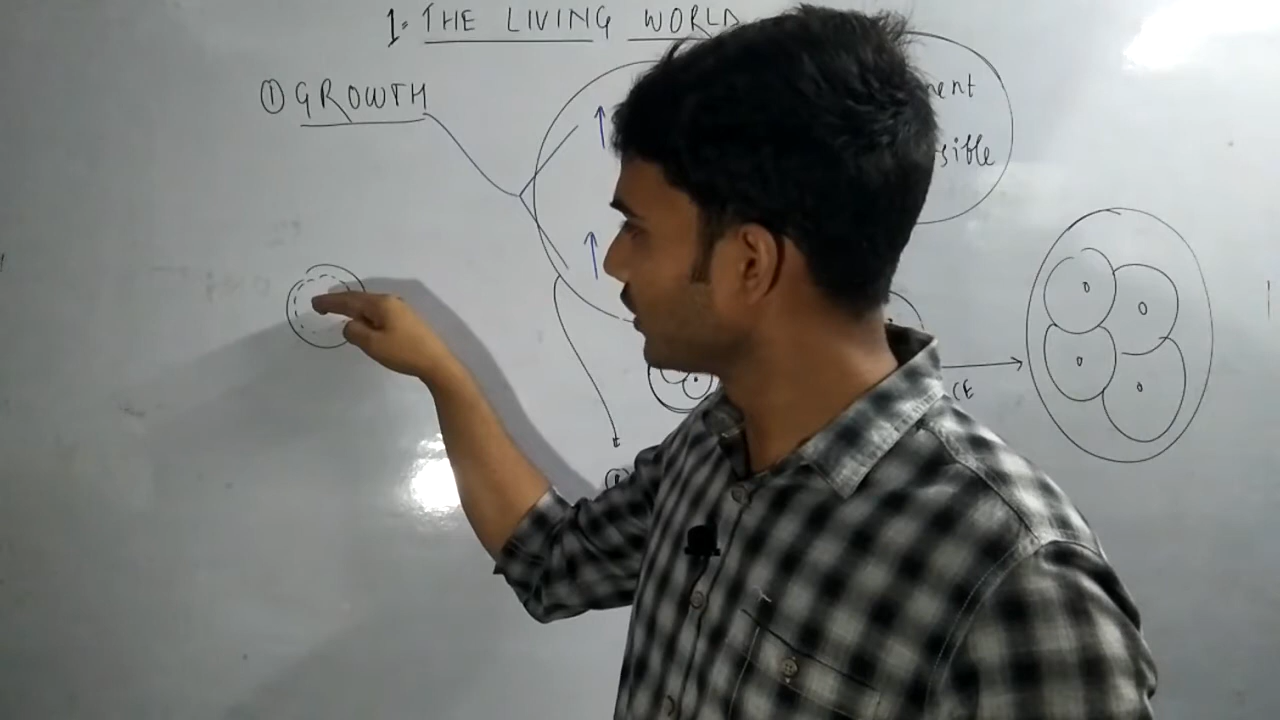 1. THE LIVING WORLD
① GROWTH
ment
sible
CE